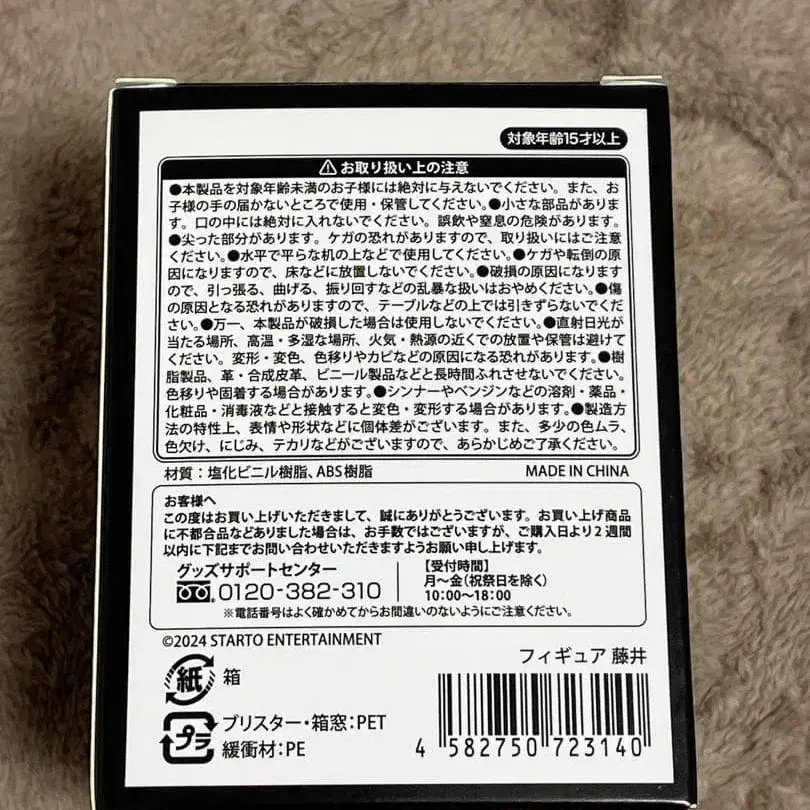 対象年齢15才以上
⚠お取り扱い上の注意
●本製品を対象年齢未満のお子様には絶対に与えないでください。また、お
子様の手の届かないところで使用・保管してください。●小さな部品がありま
す。口の中には絶対に入れないでください。誤飲や窒息の危険があります。
●尖った部分があります。ケガの恐れがありますので、取り扱いにはご注意
ください。●水平で平らな机の上などで使用してください。●ケガや転倒の原
因になりますので、床などに放置しないでください。●破損の原因になります
ので、引っ張る、曲げる、振り回すなどの乱暴な扱いはおやめください。●傷
の原因となる恐れがありますので、テーブルなどの上では引きずらないでくだ
さい。●万一、本製品が破損した場合は使用しないでください。●直射日光が
当たる場所、高温・多湿な場所、火気・熱源の近くでの放置や保管は避けて
ください。変形・変色、色移りやカビなどの原因になる恐れがあります。●樹
脂製品、革・合成皮革、ビニール製品などと長時間ふれさせないでください。
色移りや固着する場合があります。●シンナーやベンジンなどの溶剤・薬品・
化粧品・消毒液などと接触すると変色・変形する場合があります。●製造方
法の特性上、表情や形状などに個体差がございます。また、多少の色ムラ、
色欠け、にじみ、テカリなどがございますので、あらかじめご了承ください。
材質：塩化ビニル樹脂、ABS樹脂
MADE IN CHINA
お客様へ
この度はお買い上げいただきまして、誠にありがとうございます。お買い上げ商品
に不都合品などありました場合は、お手数ではございますが、ご購入日より2週間
以内に下記までお問い合わせいただきますようお願い申し上げます。
グッズサポートセンター
0120-382-310
【受付時間】
月～金(祝祭日を除く)
10:00～18:00
※電話番号はよく確かめてからお間違いのないようにご注意ください。
©2024 STARTO ENTERTAINMENT
フィギュア 藤井
紙 箱
プラ ブリスター・箱窓：PET
緩衝材：PE
4 582750 723140